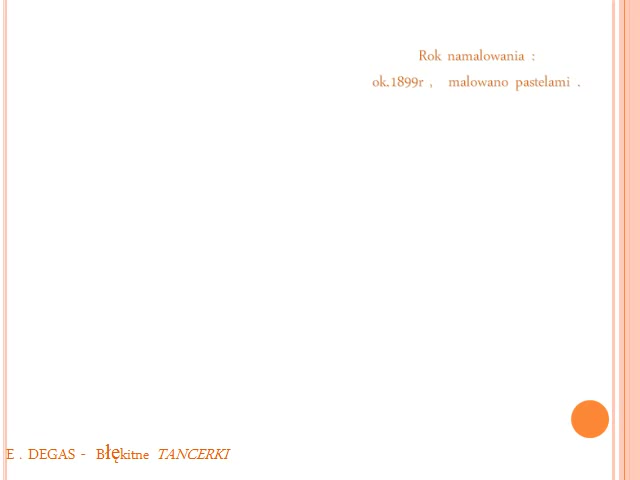 Rok namalowania :
ok.1899r , malowano pastelami .
E . DEGAS - Błękitne TANCERKI